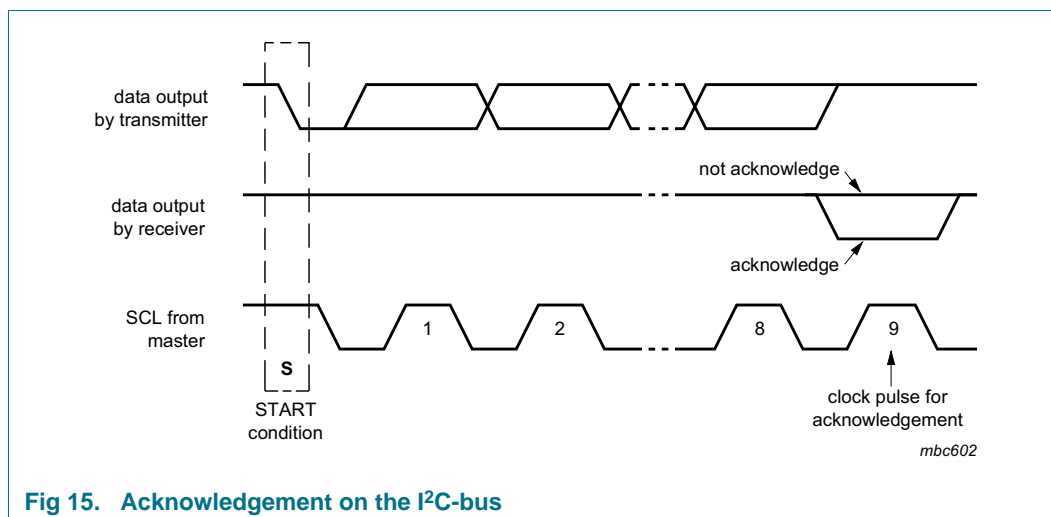 data output
by transmitter
not acknowledge
data output
by receiver
acknowledge
SCL from
master
1
2
8
9
S
START
condition
clock pulse for
acknowledgement
mbc602
Fig 15. Acknowledgement on the I²C-bus